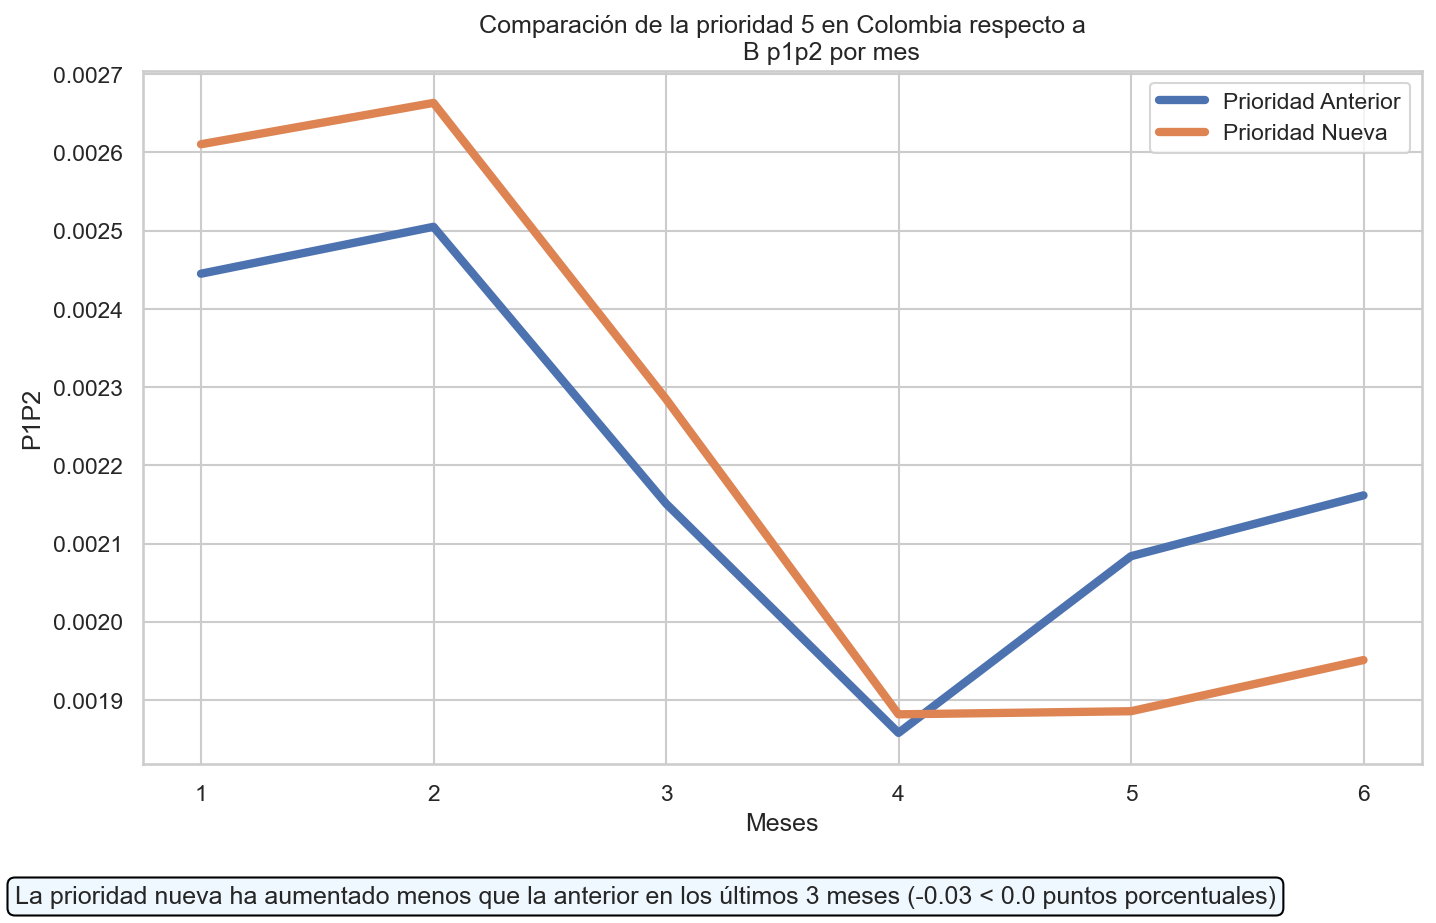 Comparación de la prioridad 5 en Colombia respecto a
B p1p2 por mes
0.0027
0.0026
0.0025
0.0024
0.0023
0.0022
0.0021
0.0020
0.0019
P1P2
Prioridad Anterior
Prioridad Nueva
1 2 3 4 5 6
Meses
La prioridad nueva ha aumentado menos que la anterior en los últimos 3 meses (-0.03 < 0.0 puntos porcentuales)